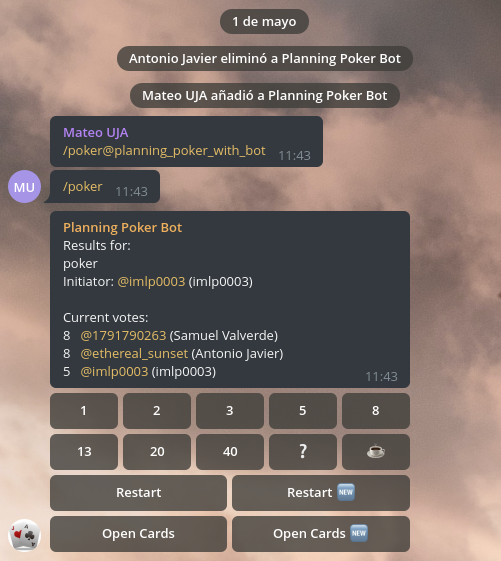 1 de mayo
Antonio Javier eliminó a Planning Poker Bot
Mateo UJA añadió a Planning Poker Bot
Mateo UJA
/poker@planning_poker_with_bot 11:43
MU
/poker 11:43
Planning Poker Bot
Results for:
poker
Initiator: @imlp0003 (imlp0003)
Current votes:
8 @1791790263 (Samuel Valverde)
8 @ethereal_sunset (Antonio Javier)
5 @imlp0003 (imlp0003)
11:43
1 2 3 5 8
13 20 40 ?
Restart Restart NEW
Open Cards Open Cards NEW